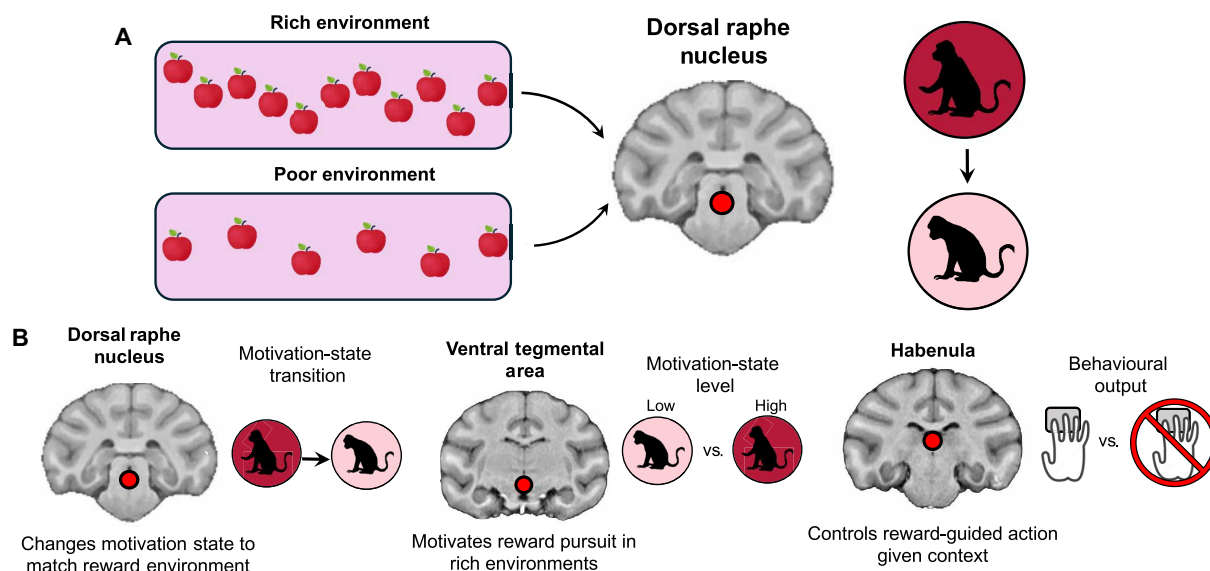 A
Rich environment
Poor environment
Dorsal raphe
nucleus
B
Dorsal raphe
nucleus
Motivation-state
transition
Changes motivation state to
match reward environment
Ventral tegmental
area
Motivation-state
level
Low
High
vs.
Motivates reward pursuit in
rich environments
Habenula
Behavioural
output
vs.
Controls reward-guided action
given context